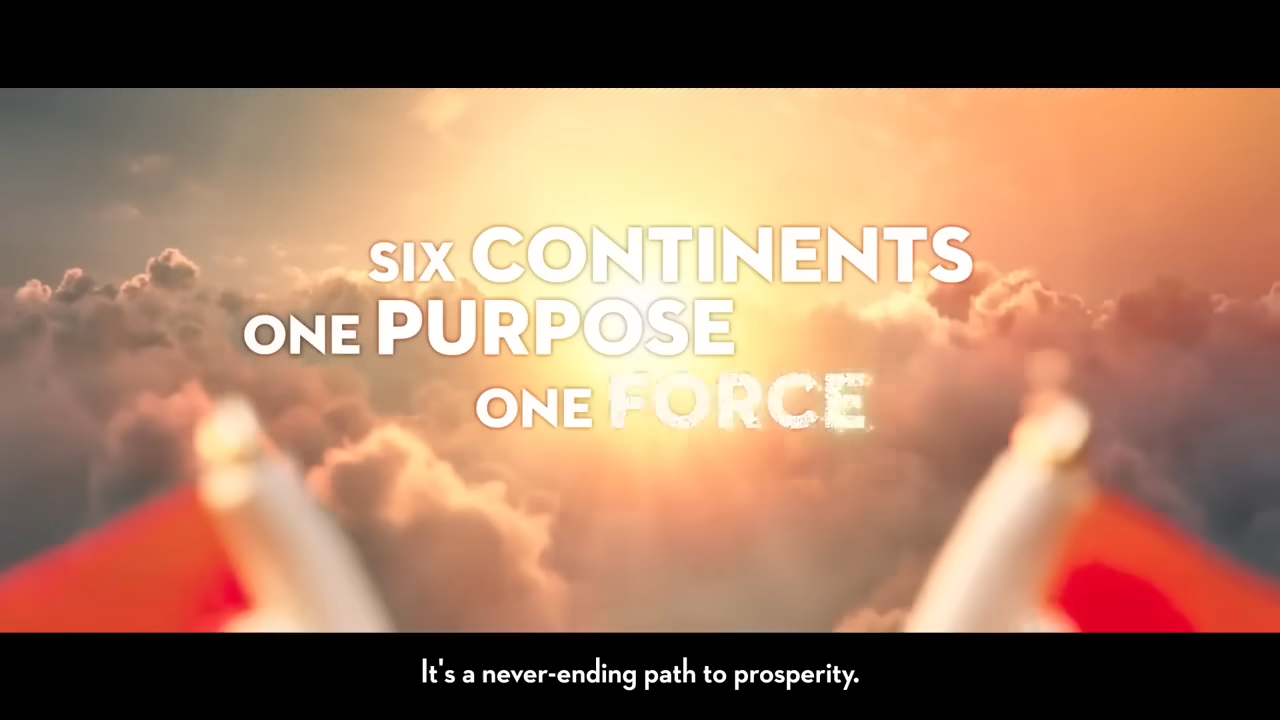 SIX CONTINENTS
ONE PURPOSE
ONE FORCE
It's a never-ending path to prosperity.